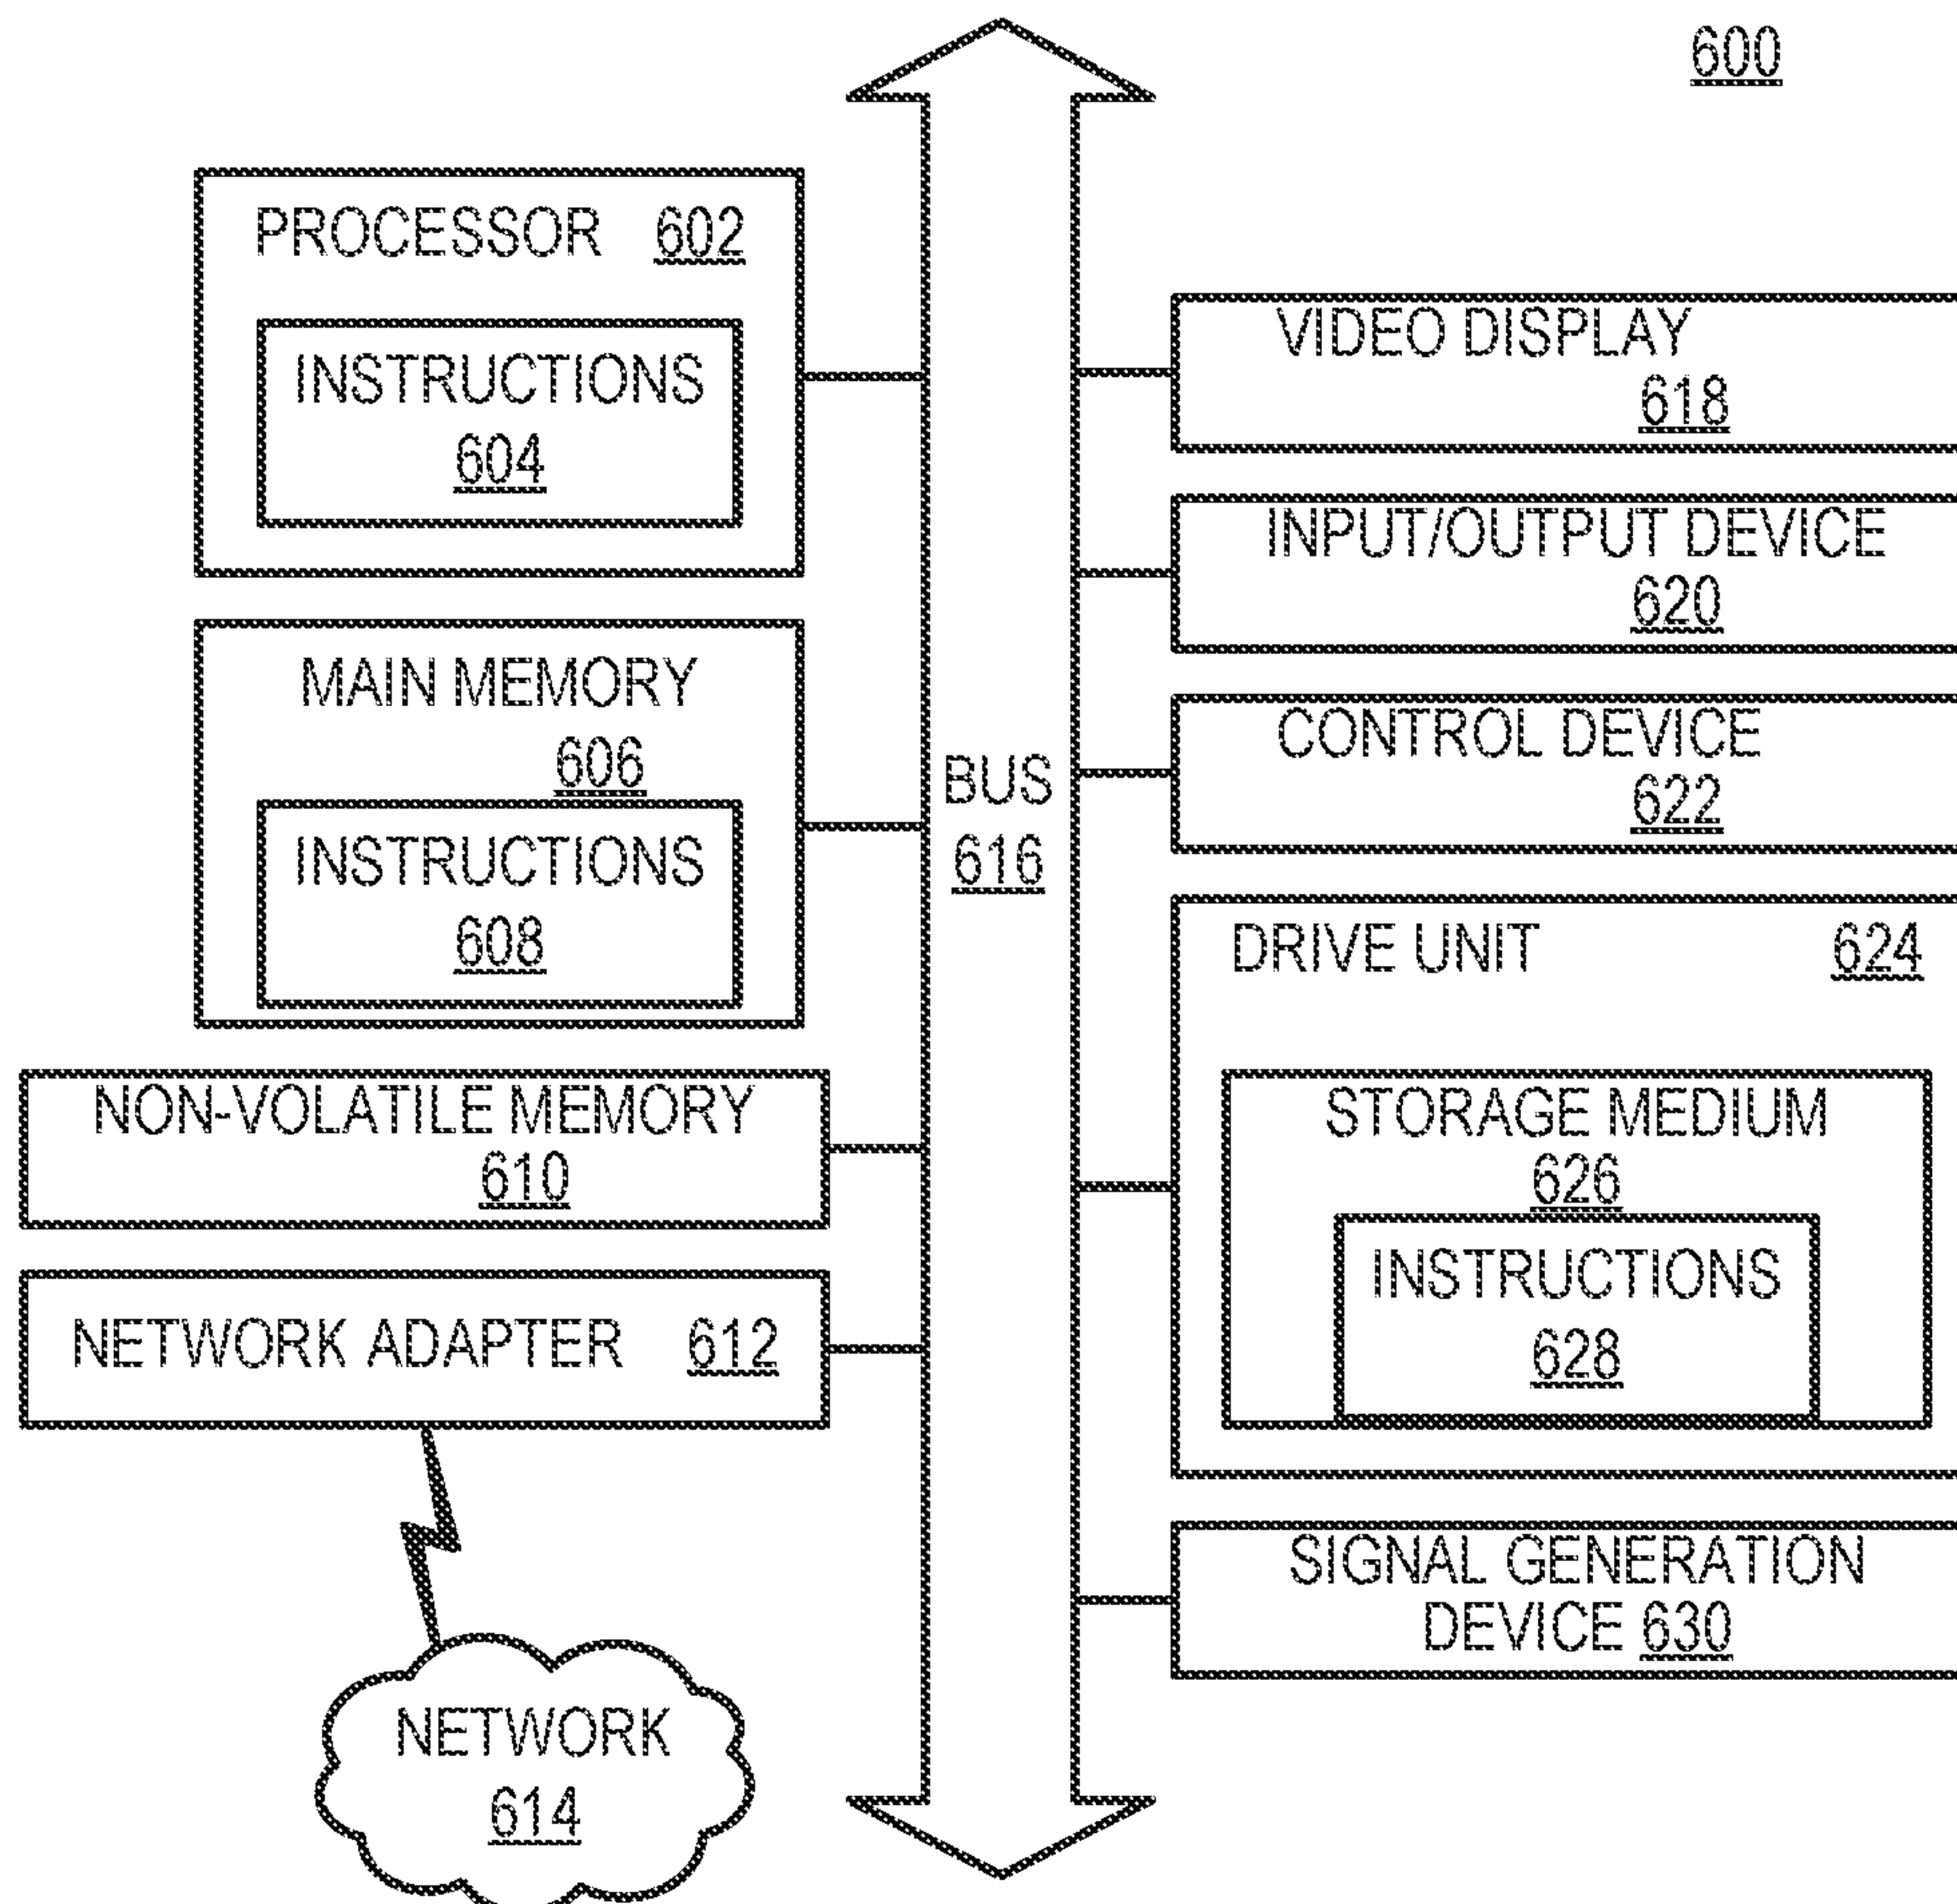 600
PROCESSOR 602
INSTRUCTIONS
604
MAIN MEMORY
606
INSTRUCTIONS
608
NON-VOLATILE MEMORY
610
NETWORK ADAPTER 612
NETWORK
614
BUS
616
VIDEO DISPLAY
618
INPUT/OUTPUT DEVICE
620
CONTROL DEVICE
622
DRIVE UNIT 624
STORAGE MEDIUM
626
INSTRUCTIONS
628
SIGNAL GENERATION
DEVICE 630